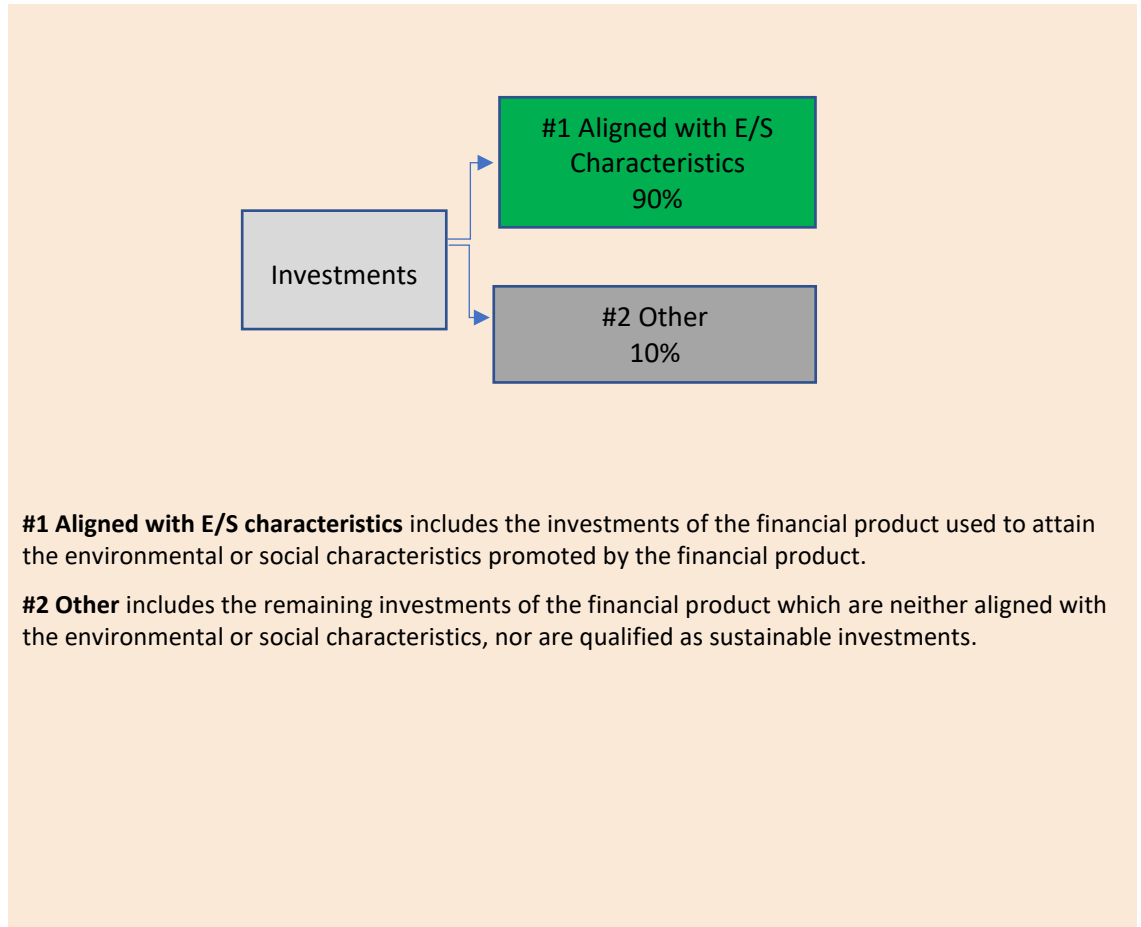 #1 Aligned with E/S
Characteristics
90%
Investments
#2 Other
10%
#1 Aligned with E/S characteristics includes the investments of the financial product used to attain
the environmental or social characteristics promoted by the financial product.
#2 Other includes the remaining investments of the financial product which are neither aligned with
the environmental or social characteristics, nor are qualified as sustainable investments.